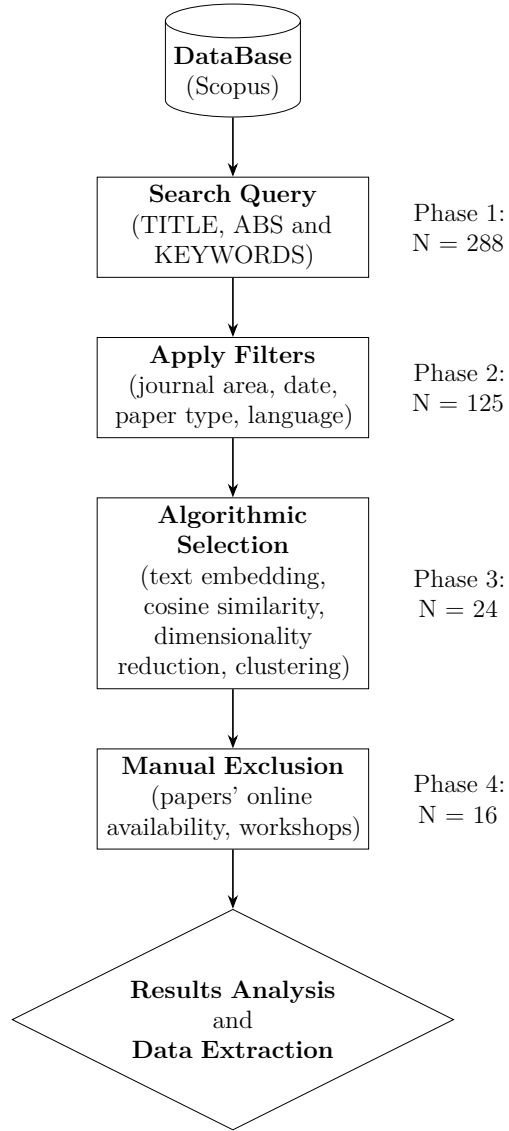 DataBase
(Scopus)
Search Query
(TITLE, ABS and
KEYWORDS)
Phase 1:
N = 288
Apply Filters
(journal area, date,
paper type, language)
Phase 2:
N = 125
Algorithmic
Selection
(text embedding,
cosine similarity,
dimensionality
reduction, clustering)
Phase 3:
N = 24
Manual Exclusion
(papers’ online
availability, workshops)
Phase 4:
N = 16
Results Analysis
and
Data Extraction